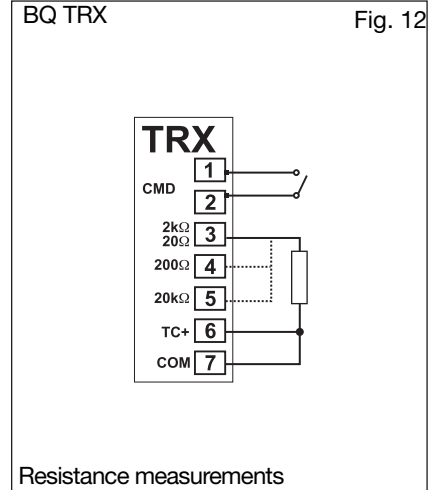 BQ TRX
Fig. 12
TRX
1
CMD
2
2kΩ
20Ω
3
200Ω 4
20kΩ 5
TC+ 6
COM 7
Resistance measurements